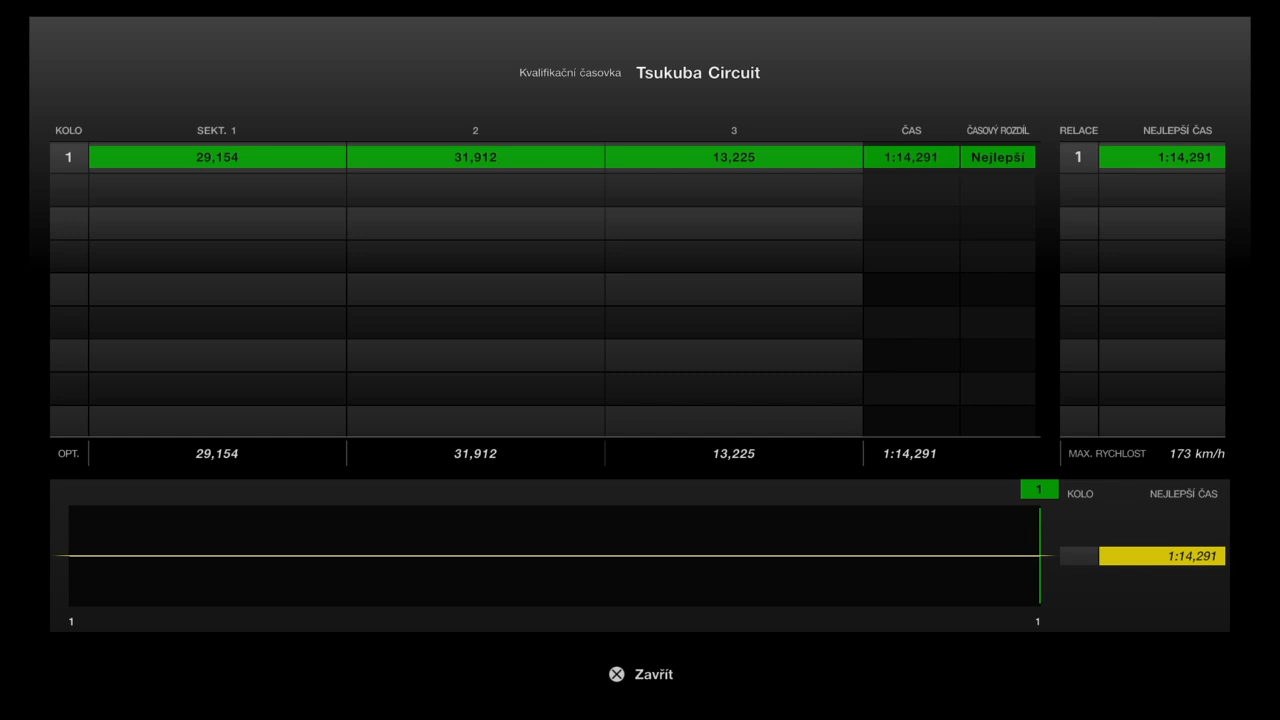 Kvalifikační časovka Tsukuba Circuit
KOLO SEKT. 1 2 3 ČAS ČASOVÝ ROZDÍL RELACE NEJLEPŠÍ ČAS
1 29,154 31,912 13,225 1:14,291 Nejlepší 1 1:14,291
OPT. 29,154 31,912 13,225 1:14,291 MAX. RYCHLOST 173 km/h
1 KOLO NEJLEPŠÍ ČAS
1:14,291
1 1
Zavřít